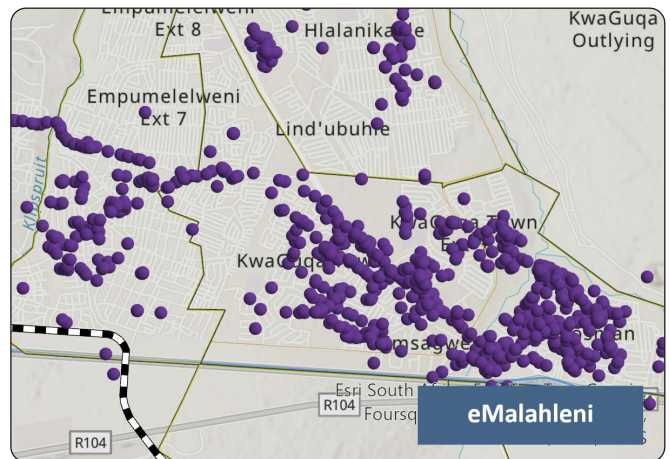 Empumelelweni
Ext 8
Hlalanikahle
KwaGuqa
Outlying
Empumelelweni
Ext 7
Lind'ubuhle
Klipspruit
KwaGuqa Town
KwaGuqa
Esri South
Foursq
R104
R104
eMalahleni